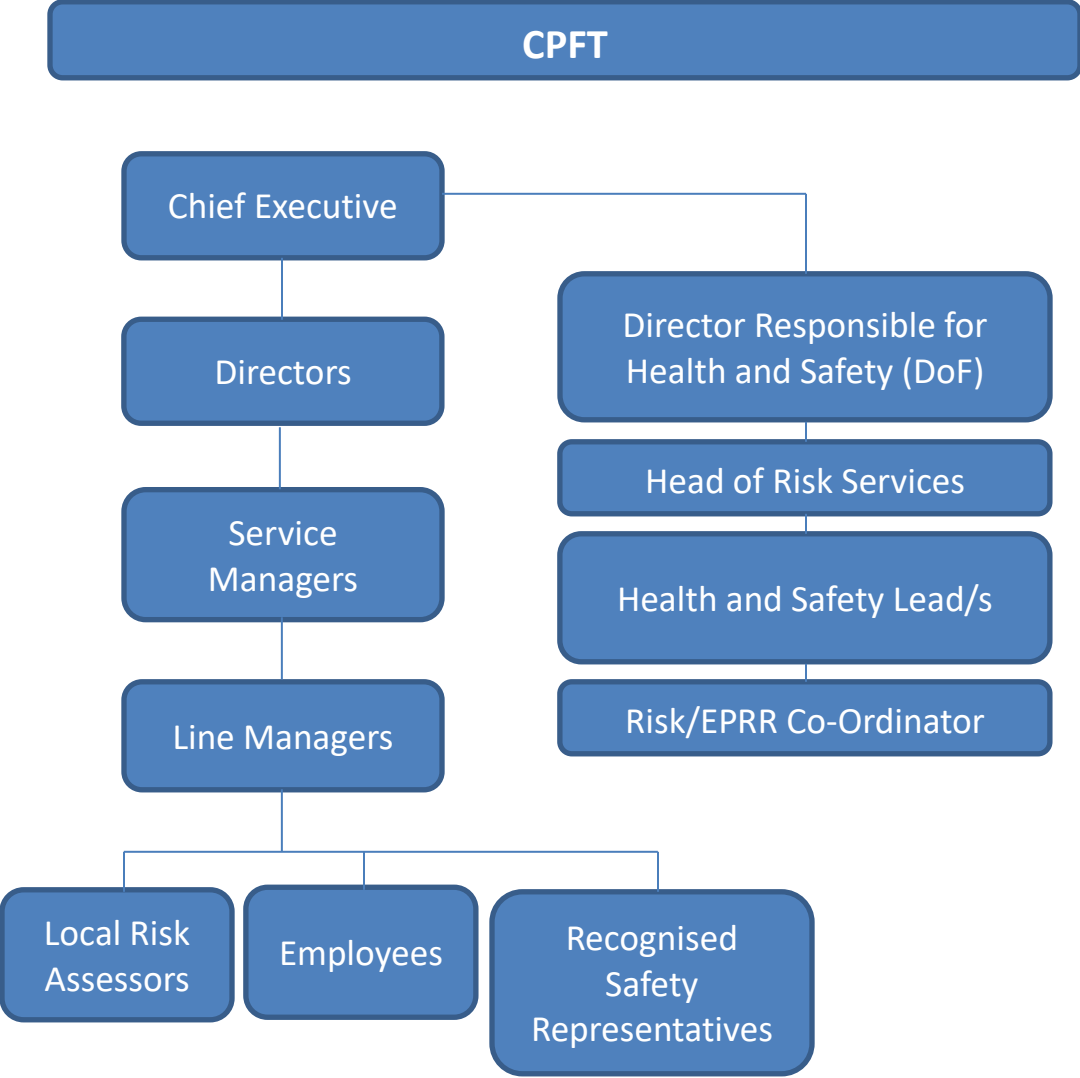 CPFT
Chief Executive
Director Responsible for
Health and Safety (DoF)
Directors
Head of Risk Services
Service
Managers
Health and Safety Lead/s
Line Managers
Risk/EPRR Co-Ordinator
Local Risk
Assessors
Employees
Recognised
Safety
Representatives